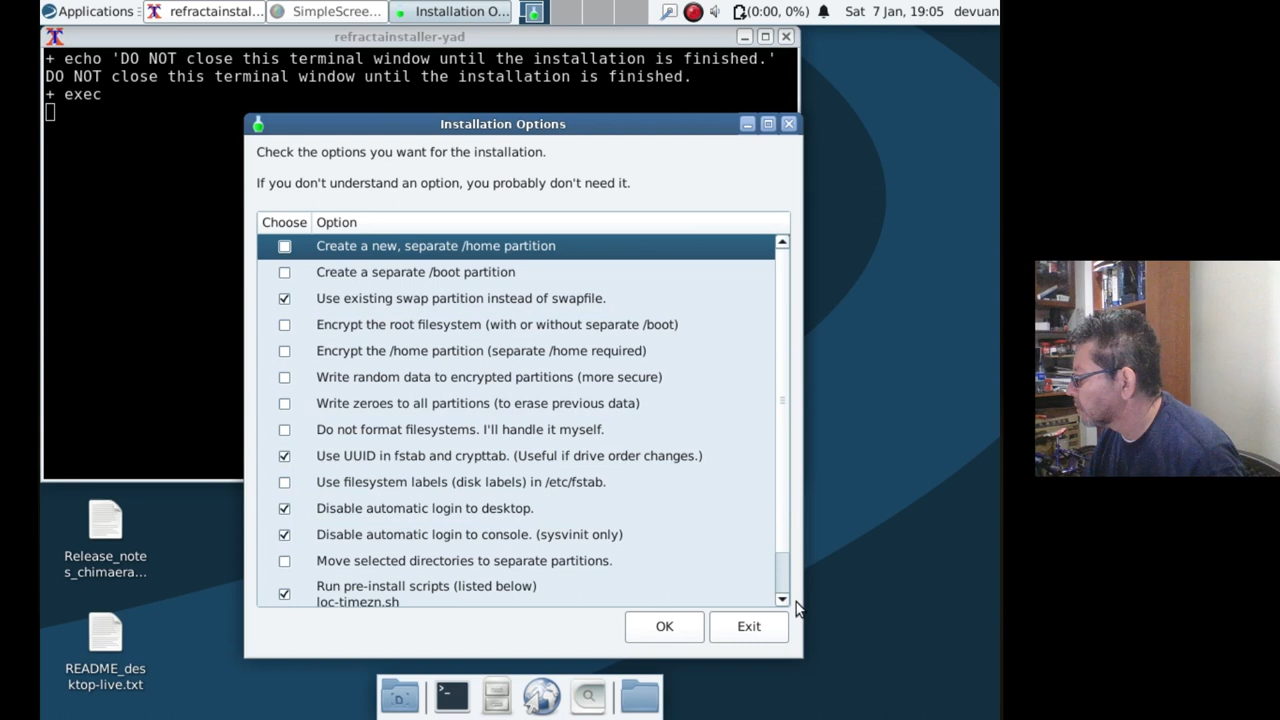 Applications
refractainstal...
SimpleScree...
Installation O...
(0:00, 0%)
Sat 7 Jan, 19:05
devuan
refractainstaller-yad
+ echo 'DO NOT close this terminal window until the installation is finished.'
DO NOT close this terminal window until the installation is finished.
+ exec
Installation Options
Check the options you want for the installation.
If you don't understand an option, you probably don't need it.
Choose Option
Create a new, separate /home partition
Create a separate /boot partition
Use existing swap partition instead of swapfile.
Encrypt the root filesystem (with or without separate /boot)
Encrypt the /home partition (separate /home required)
Write random data to encrypted partitions (more secure)
Write zeroes to all partitions (to erase previous data)
Do not format filesystems. I'll handle it myself.
Use UUID in fstab and crypttab. (Useful if drive order changes.)
Use filesystem labels (disk labels) in /etc/fstab.
Disable automatic login to desktop.
Disable automatic login to console. (sysvinit only)
Move selected directories to separate partitions.
Run pre-install scripts (listed below)
loc-timezn.sh
OK
Exit
Release_note
s_chimaera...
README_des
ktop-live.txt